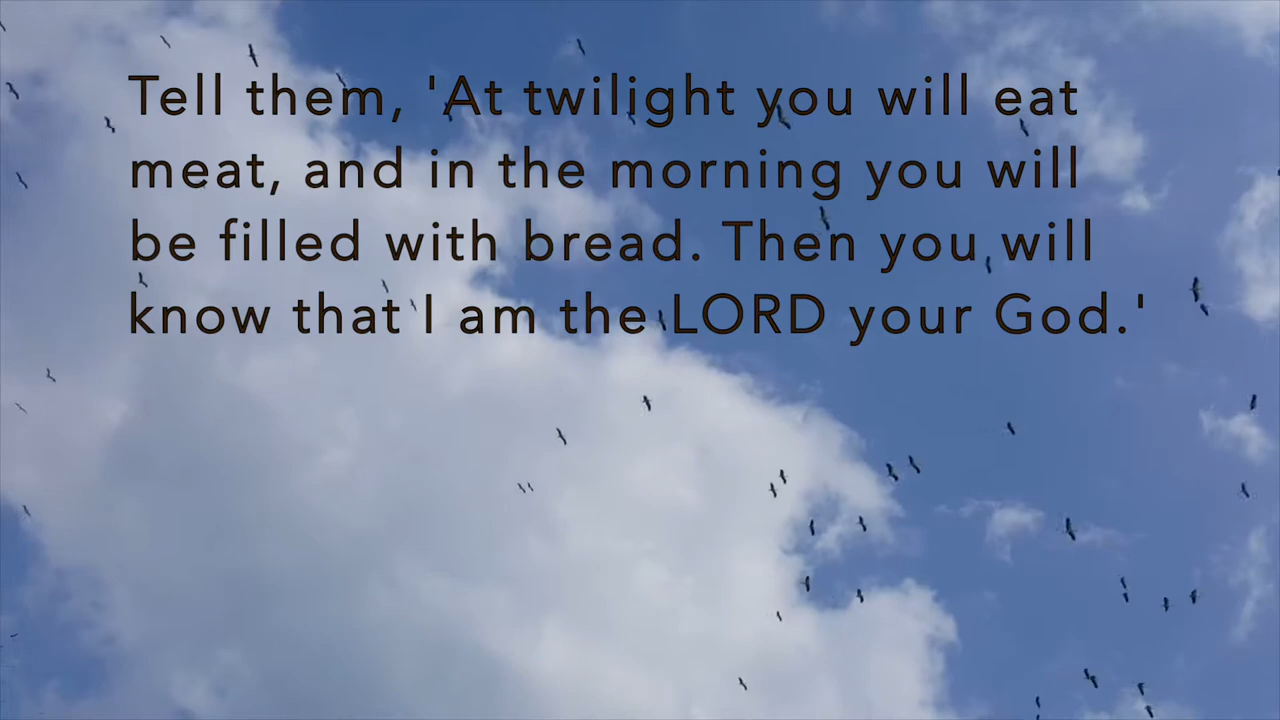 Tell them, 'At twilight you will eat
meat, and in the morning you will
be filled with bread. Then you will
know that I am the LORD your God.'